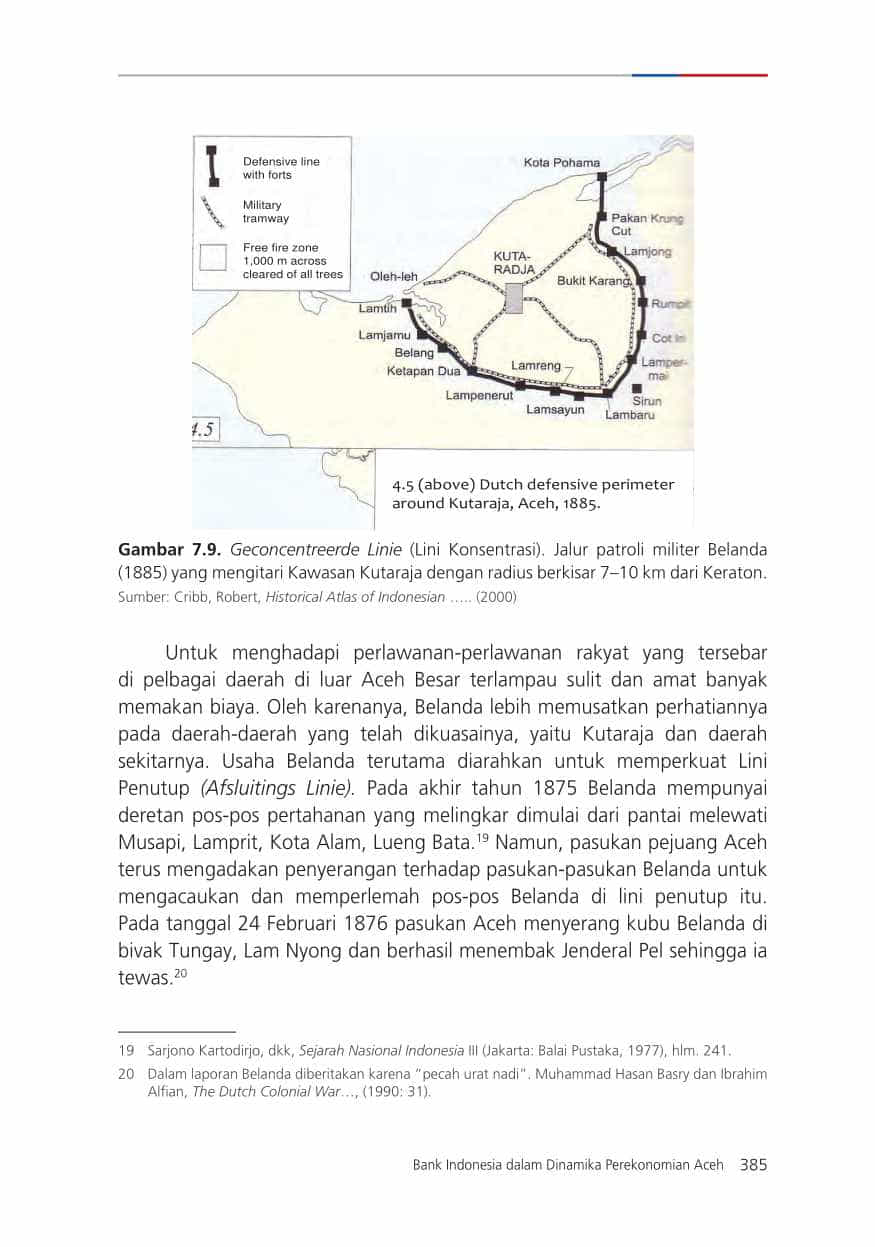 Defensive line
with forts
Military
tramway
Free fire zone
1,000 m across
cleared of all trees
Kota Pohama
Pakan Krung
Cut
Lamjong
KUTA-
RADJA
Bukit Karang
Oleh-leh
Rumpit
Lamtih
Lamjamu
Cot
Belang
Ketapan Dua
Lamreng
Lamper-
mai
Lampenerut
Sirun
Lamsayun
Lambaru
4.5
4.5 (above) Dutch defensive perimeter
around Kutaraja, Aceh, 1885.
Gambar 7.9. Geconcentreerde Linie (Lini Konsentrasi). Jalur patroli militer Belanda
(1885) yang mengitari Kawasan Kutaraja dengan radius berkisar 7–10 km dari Keraton.
Sumber: Cribb, Robert, Historical Atlas of Indonesian ….. (2000)
Untuk menghadapi perlawanan-perlawanan rakyat yang tersebar
di pelbagai daerah di luar Aceh Besar terlampau sulit dan amat banyak
memakan biaya. Oleh karenanya, Belanda lebih memusatkan perhatiannya
pada daerah-daerah yang telah dikuasainya, yaitu Kutaraja dan daerah
sekitarnya. Usaha Belanda terutama diarahkan untuk memperkuat Lini
Penutup (Afsluitings Linie). Pada akhir tahun 1875 Belanda mempunyai
deretan pos-pos pertahanan yang melingkar dimulai dari pantai melewati
Musapi, Lamprit, Kota Alam, Lueng Bata.19 Namun, pasukan pejuang Aceh
terus mengadakan penyerangan terhadap pasukan-pasukan Belanda untuk
mengacaukan dan memperlemah pos-pos Belanda di lini penutup itu.
Pada tanggal 24 Februari 1876 pasukan Aceh menyerang kubu Belanda di
bivak Tungay, Lam Nyong dan berhasil menembak Jenderal Pel sehingga ia
tewas.20
19 Sarjono Kartodirjo, dkk, Sejarah Nasional Indonesia III (Jakarta: Balai Pustaka, 1977), hlm. 241.
20 Dalam laporan Belanda diberitakan karena “pecah urat nadi”. Muhammad Hasan Basry dan Ibrahim
Alfian, The Dutch Colonial War…, (1990: 31).
Bank Indonesia dalam Dinamika Perekonomian Aceh 385